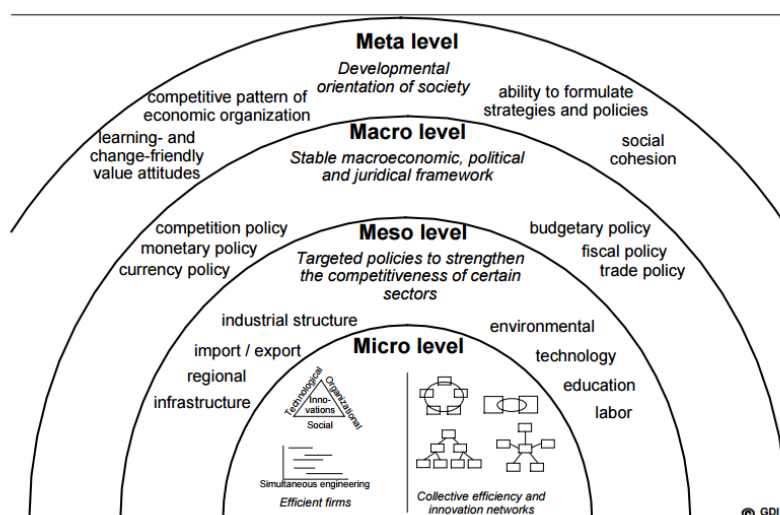 Meta level
Developmental
orientation of society
competitive pattern of
economic organization
ability to formulate
strategies and policies
learning- and
change-friendly
value attitudes
social
cohesion
Macro level
Stable macroeconomic, political
and juridical framework
competition policy
monetary policy
currency policy
budgetary policy
fiscal policy
trade policy
Meso level
Targeted policies to strengthen
the competitiveness of certain
sectors
industrial structure
import / export
regional
infrastructure
environmental
technology
education
labor
Micro level
Technological
Organizational
Inno-
vations
Social
Simultaneous engineering
Efficient firms
Collective efficiency and
innovation networks